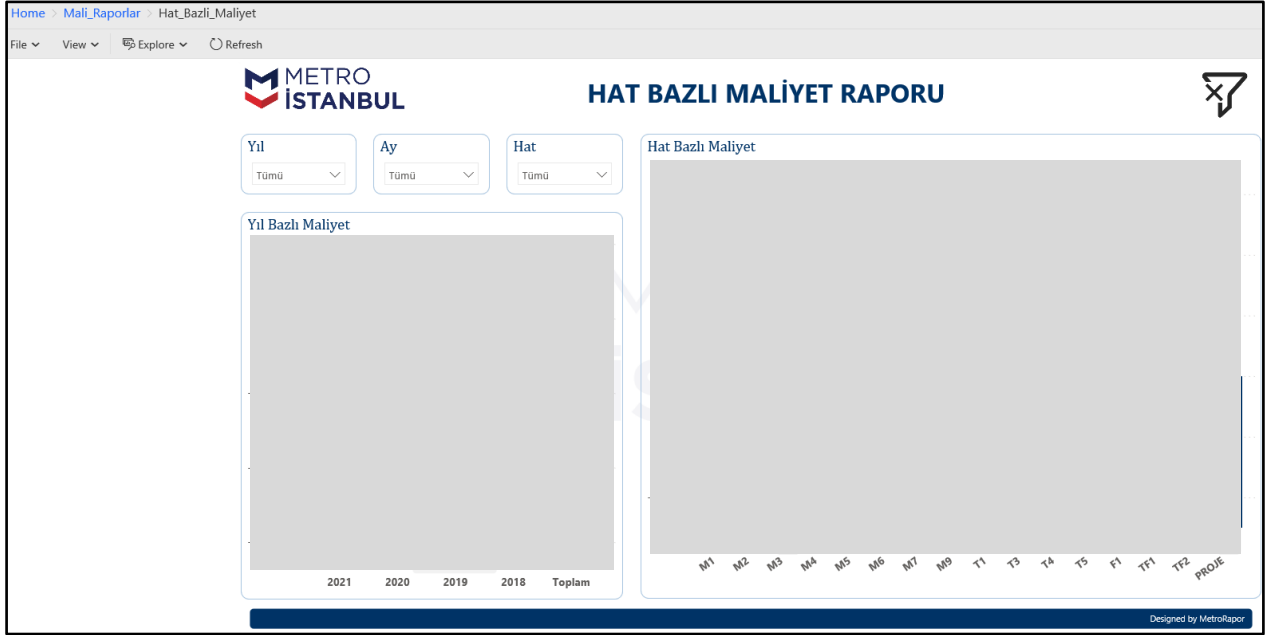 Home > Mali_Raporlar > Hat_Bazli_Maliyet
File View Explore Refresh
METRO
İSTANBUL
HAT BAZLI MALİYET RAPORU
Yıl
Tümü
Ay
Tümü
Hat
Tümü
Hat Bazlı Maliyet
Yıl Bazlı Maliyet
2021 2020 2019 2018 Toplam
M1 M2 M3 M4 M5 M6 M7 M9 T1 T3 T4 T5 F1 TF1 TF2 PROJE
Designed by MetroRapor